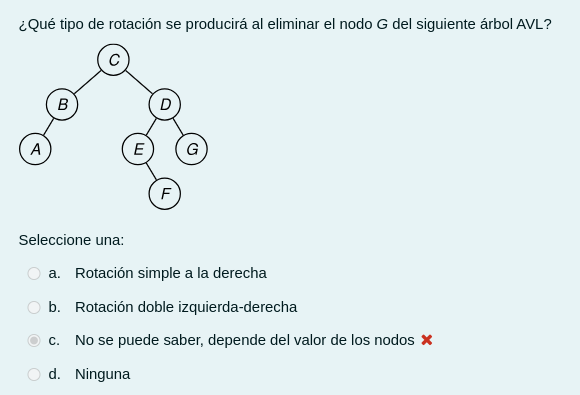 ¿Qué tipo de rotación se producirá al eliminar el nodo G del siguiente árbol AVL?
C
B D
A E G
F
Seleccione una:
a. Rotación simple a la derecha
b. Rotación doble izquierda-derecha
c. No se puede saber, depende del valor de los nodos
d. Ninguna